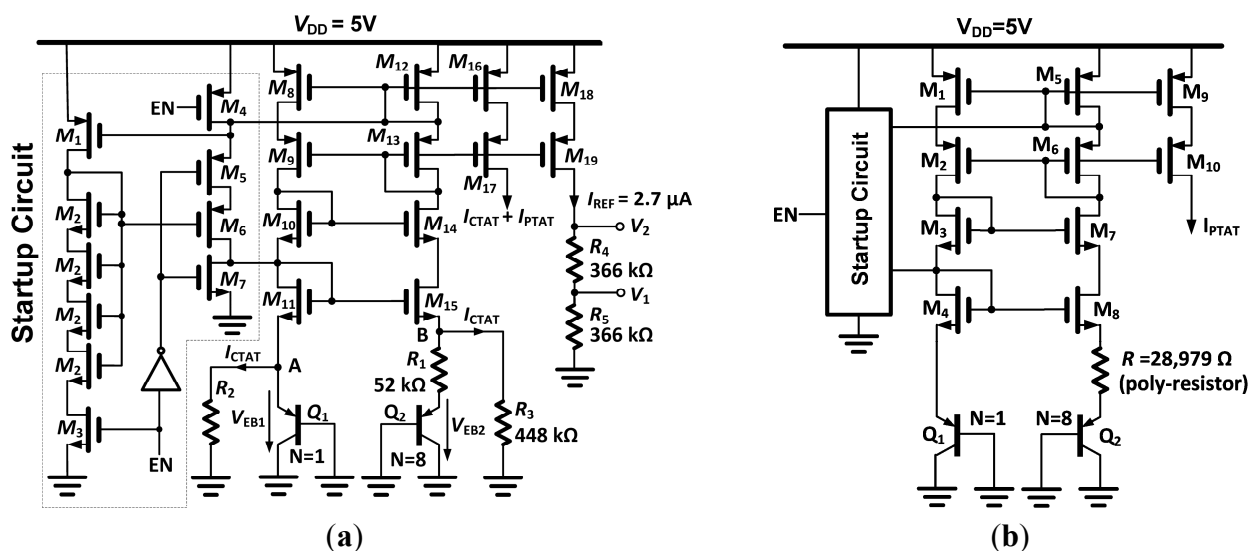 V_DD = 5V
Startup Circuit
EN
M_1
M_2
M_2
M_2
M_2
M_3
M_4
M_5
M_6
M_7
EN
M_8
M_9
M_10
M_11
M_12
M_13
M_14
M_15
M_16
M_17
M_18
M_19
I_CTAT + I_PTAT
I_REF = 2.7 µA
V_2
R_4
366 kΩ
V_1
R_5
366 kΩ
I_CTAT
A
R_2
V_EB1
Q_1
N=1
B
I_CTAT
R_1
52 kΩ
Q_2
N=8
V_EB2
R_3
448 kΩ
(a)
V_DD=5V
Startup Circuit
EN
M_1
M_2
M_3
M_4
M_5
M_6
M_7
M_8
M_9
M_10
I_PTAT
R =28,979 Ω
(poly-resistor)
Q_1
N=1
N=8
Q_2
(b)